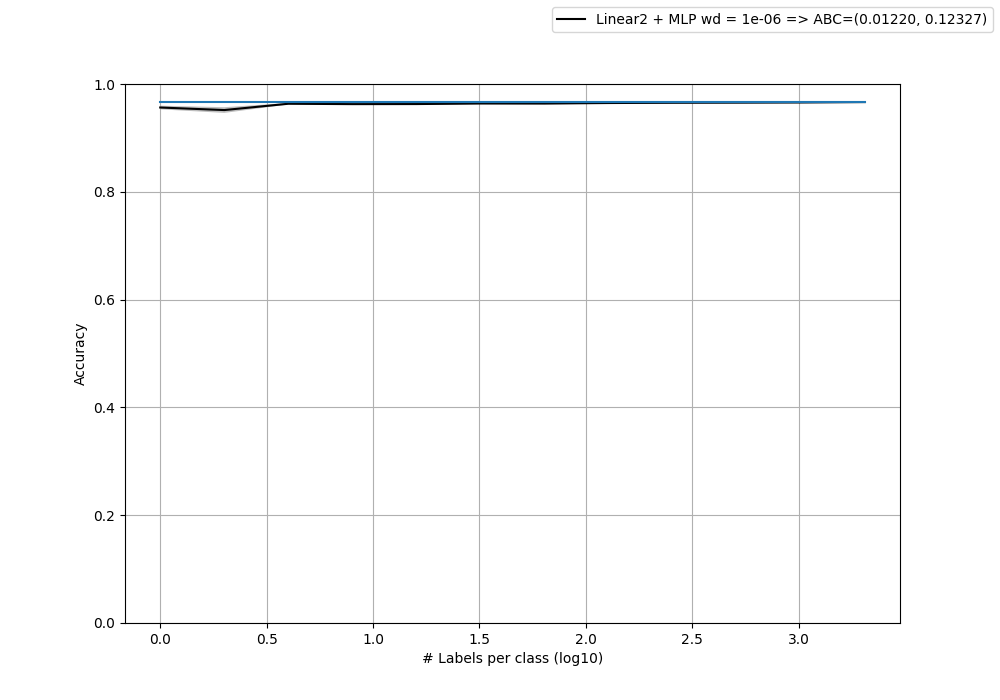 Linear2 + MLP wd = 1e-06 => ABC=(0.01220, 0.12327)
1.0
0.8
0.6
0.4
0.2
0.0
Accuracy
0.0 0.5 1.0 1.5 2.0 2.5 3.0
# Labels per class (log10)